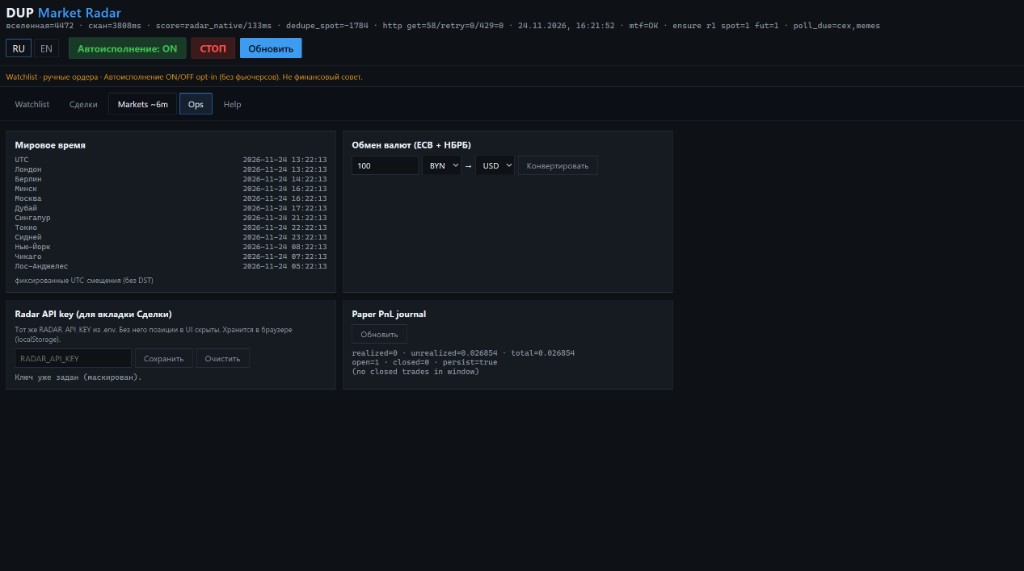 DUP Market Radar
вселенная=4472 · скан=3808ms · score=radar_native/133ms · dedupe_spot=-1784 · http get=58/retry=0/429=0 · 24.11.2026, 16:21:52 · mtf=OK · ensure r1 spot=1 fut=1 · poll_due=cex,memes
RU EN Автоисполнение: ON СТОП Обновить
Watchlist · ручные ордера · Автоисполнение ON/OFF opt-in (без фьючерсов). Не финансовый совет.
Watchlist Сделки Markets ~6m Ops Help
Мировое время
UTC 2026-11-24 13:22:13
Лондон 2026-11-24 13:22:13
Берлин 2026-11-24 14:22:13
Минск 2026-11-24 16:22:13
Москва 2026-11-24 16:22:13
Дубай 2026-11-24 17:22:13
Сингапур 2026-11-24 21:22:13
Токио 2026-11-24 22:22:13
Сидней 2026-11-24 23:22:13
Нью-Йорк 2026-11-24 08:22:13
Чикаго 2026-11-24 07:22:13
Лос-Анджелес 2026-11-24 05:22:13
фиксированные UTC смещения (без DST)
Обмен валют (ЕСВ + НБРБ)
100 BYN → USD Конвертировать
Radar API key (для вкладки Сделки)
Тот же RADAR_API_KEY из .env. Без него позиции в UI скрыты. Хранится в браузере
(localStorage).
RADAR_API_KEY Сохранить Очистить
Ключ уже задан (маскирован).
Paper PnL journal
Обновить
realized=0 · unrealized=0.026854 · total=0.026854
open=1 · closed=0 · persist=true
(no closed trades in window)